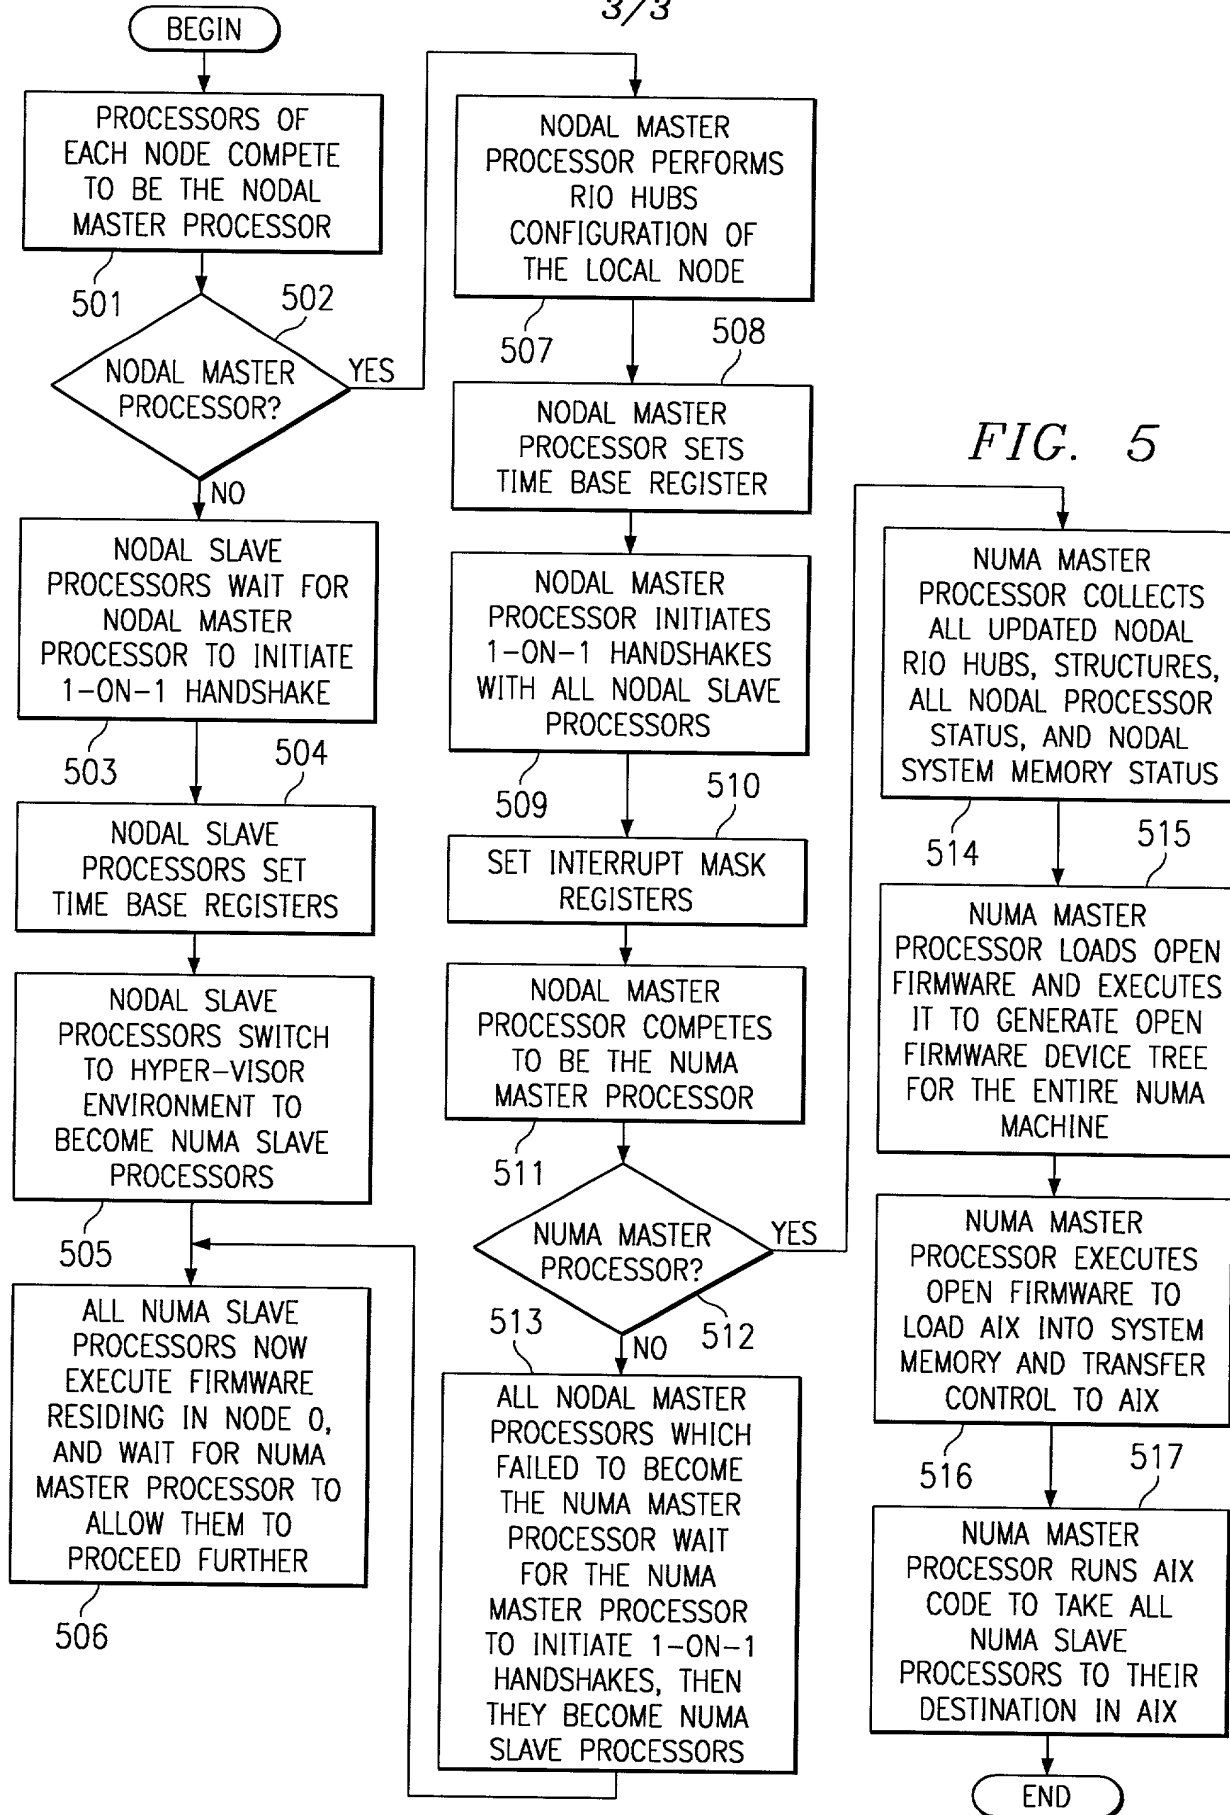 3/3
BEGIN
PROCESSORS OF
EACH NODE COMPETE
TO BE THE NODAL
MASTER PROCESSOR
501
502
NODAL MASTER
PROCESSOR?
YES
NO
NODAL SLAVE
PROCESSORS WAIT FOR
NODAL MASTER
PROCESSOR TO INITIATE
1-ON-1 HANDSHAKE
503
504
NODAL SLAVE
PROCESSORS SET
TIME BASE REGISTERS
NODAL SLAVE
PROCESSORS SWITCH
TO HYPER-VISOR
ENVIRONMENT TO
BECOME NUMA SLAVE
PROCESSORS
505
ALL NUMA SLAVE
PROCESSORS NOW
EXECUTE FIRMWARE
RESIDING IN NODE 0,
AND WAIT FOR NUMA
MASTER PROCESSOR TO
ALLOW THEM TO
PROCEED FURTHER
506
NODAL MASTER
PROCESSOR PERFORMS
RIO HUBS
CONFIGURATION OF
THE LOCAL NODE
507
508
NODAL MASTER
PROCESSOR SETS
TIME BASE REGISTER
NODAL MASTER
PROCESSOR INITIATES
1-ON-1 HANDSHAKES
WITH ALL NODAL SLAVE
PROCESSORS
509
510
SET INTERRUPT MASK
REGISTERS
NODAL MASTER
PROCESSOR COMPETES
TO BE THE NUMA
MASTER PROCESSOR
511
NUMA MASTER
PROCESSOR?
YES
512
NO
513
ALL NODAL MASTER
PROCESSORS WHICH
FAILED TO BECOME
THE NUMA MASTER
PROCESSOR WAIT
FOR THE NUMA
MASTER PROCESSOR
TO INITIATE 1-ON-1
HANDSHAKES, THEN
THEY BECOME NUMA
SLAVE PROCESSORS
FIG. 5
NUMA MASTER
PROCESSOR COLLECTS
ALL UPDATED NODAL
RIO HUBS, STRUCTURES,
ALL NODAL PROCESSOR
STATUS, AND NODAL
SYSTEM MEMORY STATUS
514
515
NUMA MASTER
PROCESSOR LOADS OPEN
FIRMWARE AND EXECUTES
IT TO GENERATE OPEN
FIRMWARE DEVICE TREE
FOR THE ENTIRE NUMA
MACHINE
NUMA MASTER
PROCESSOR EXECUTES
OPEN FIRMWARE TO
LOAD AIX INTO SYSTEM
MEMORY AND TRANSFER
CONTROL TO AIX
516
517
NUMA MASTER
PROCESSOR RUNS AIX
CODE TO TAKE ALL
NUMA SLAVE
PROCESSORS TO THEIR
DESTINATION IN AIX
END